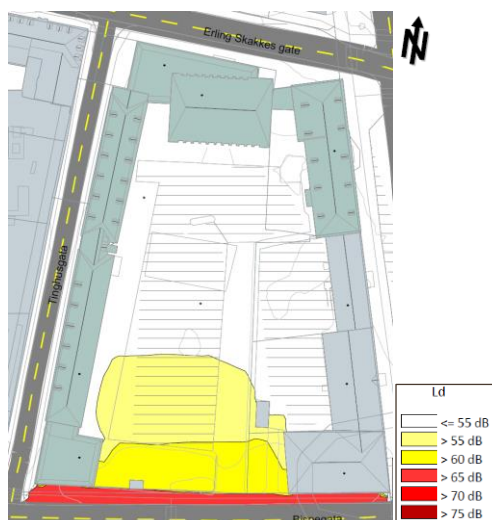 Erling Skakkes gate
N
Tinghusgata
Ld
<= 55 dB
> 55 dB
> 60 dB
> 65 dB
> 70 dB
> 75 dB